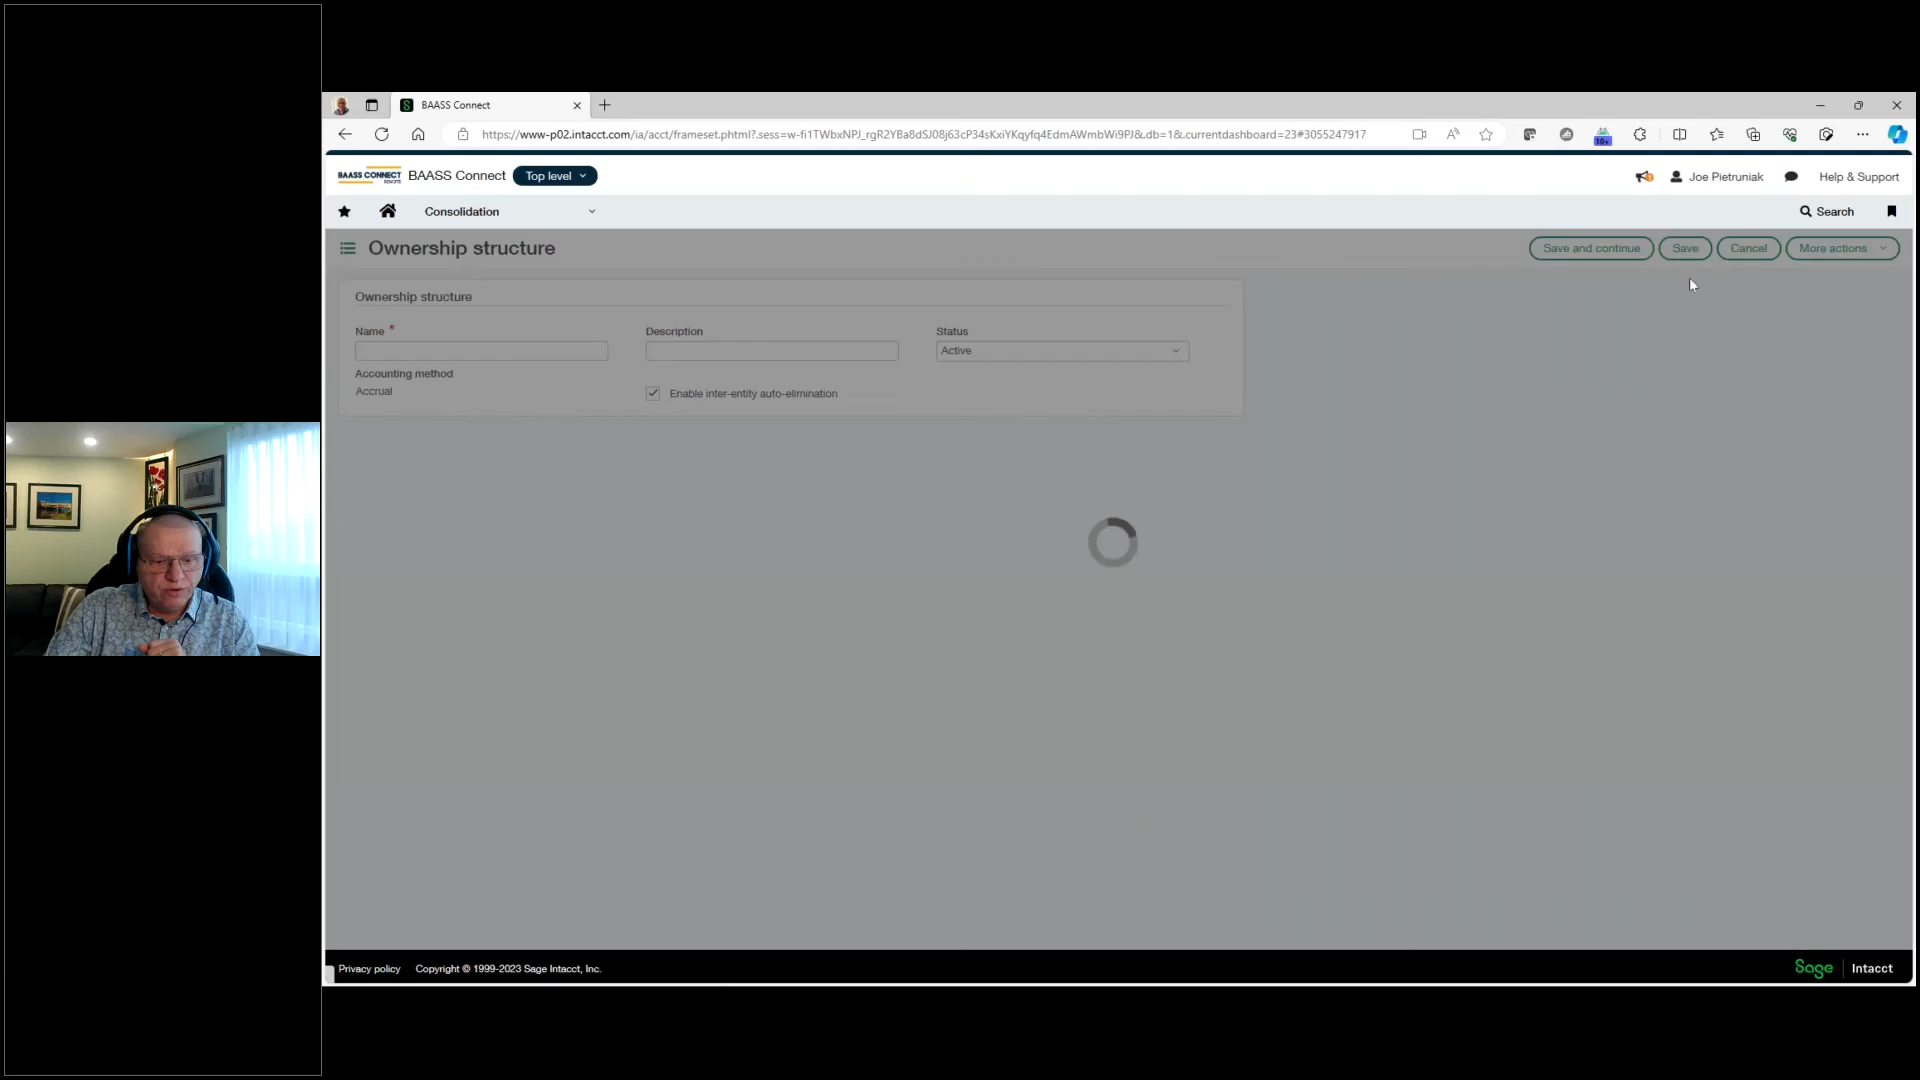 BAASS Connect
https://www-p02.intacct.com/ia/acct/frameset.phtml?.sess=w-fi1TWbxNPJ_rgR2YBa8dSJ08j63cP34sKxiYKqyfq4EdmAWmbWi9PJ&.db=1&.currentdashboard=23#3055247917
10+
BAASS CONNECT BAASS Connect Top level
Joe Pietruniak Help & Support
Consolidation Search
Ownership structure Save and continue Save Cancel More actions
Ownership structure
Name * Description Status
Active
Accounting method
Accrual Enable inter-entity auto-elimination
Privacy policy Copyright © 1999-2023 Sage Intacct, Inc. Sage Intacct